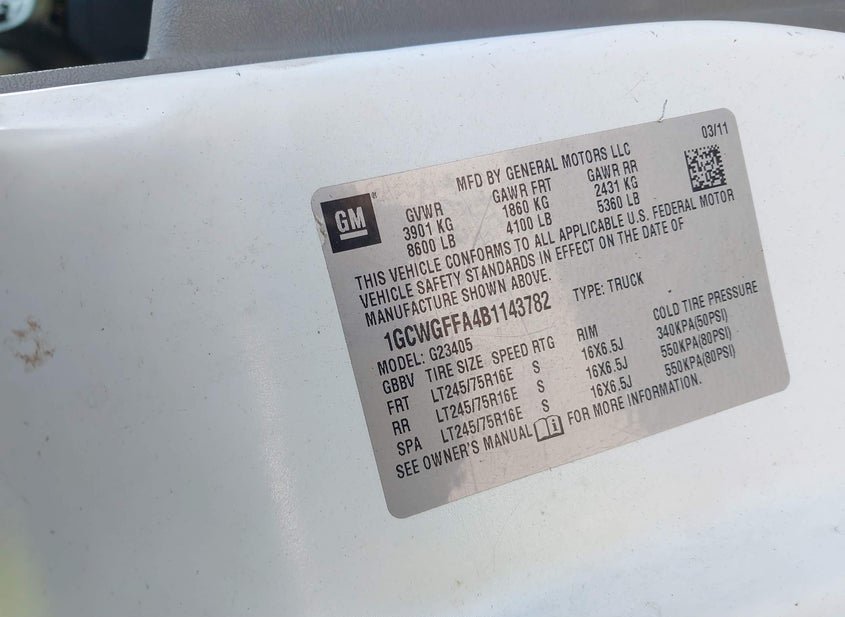 03/11
MFD BY GENERAL MOTORS LLC
GM®
GVWR GAWR FRT GAWR RR
3901 KG 1860 KG 2431 KG
8600 LB 4100 LB 5360 LB
THIS VEHICLE CONFORMS TO ALL APPLICABLE U.S. FEDERAL MOTOR
VEHICLE SAFETY STANDARDS IN EFFECT ON THE DATE OF
MANUFACTURE SHOWN ABOVE.
1GCWGFFA4B1143782 TYPE: TRUCK
MODEL: G23405
GBBV TIRE SIZE SPEED RTG RIM COLD TIRE PRESSURE
FRT LT245/75R16E S 16X6.5J 340KPA(50PSI)
RR LT245/75R16E S 16X6.5J 550KPA(80PSI)
SPA LT245/75R16E S 16X6.5J 550KPA(80PSI)
SEE OWNER'S MANUAL FOR MORE INFORMATION.